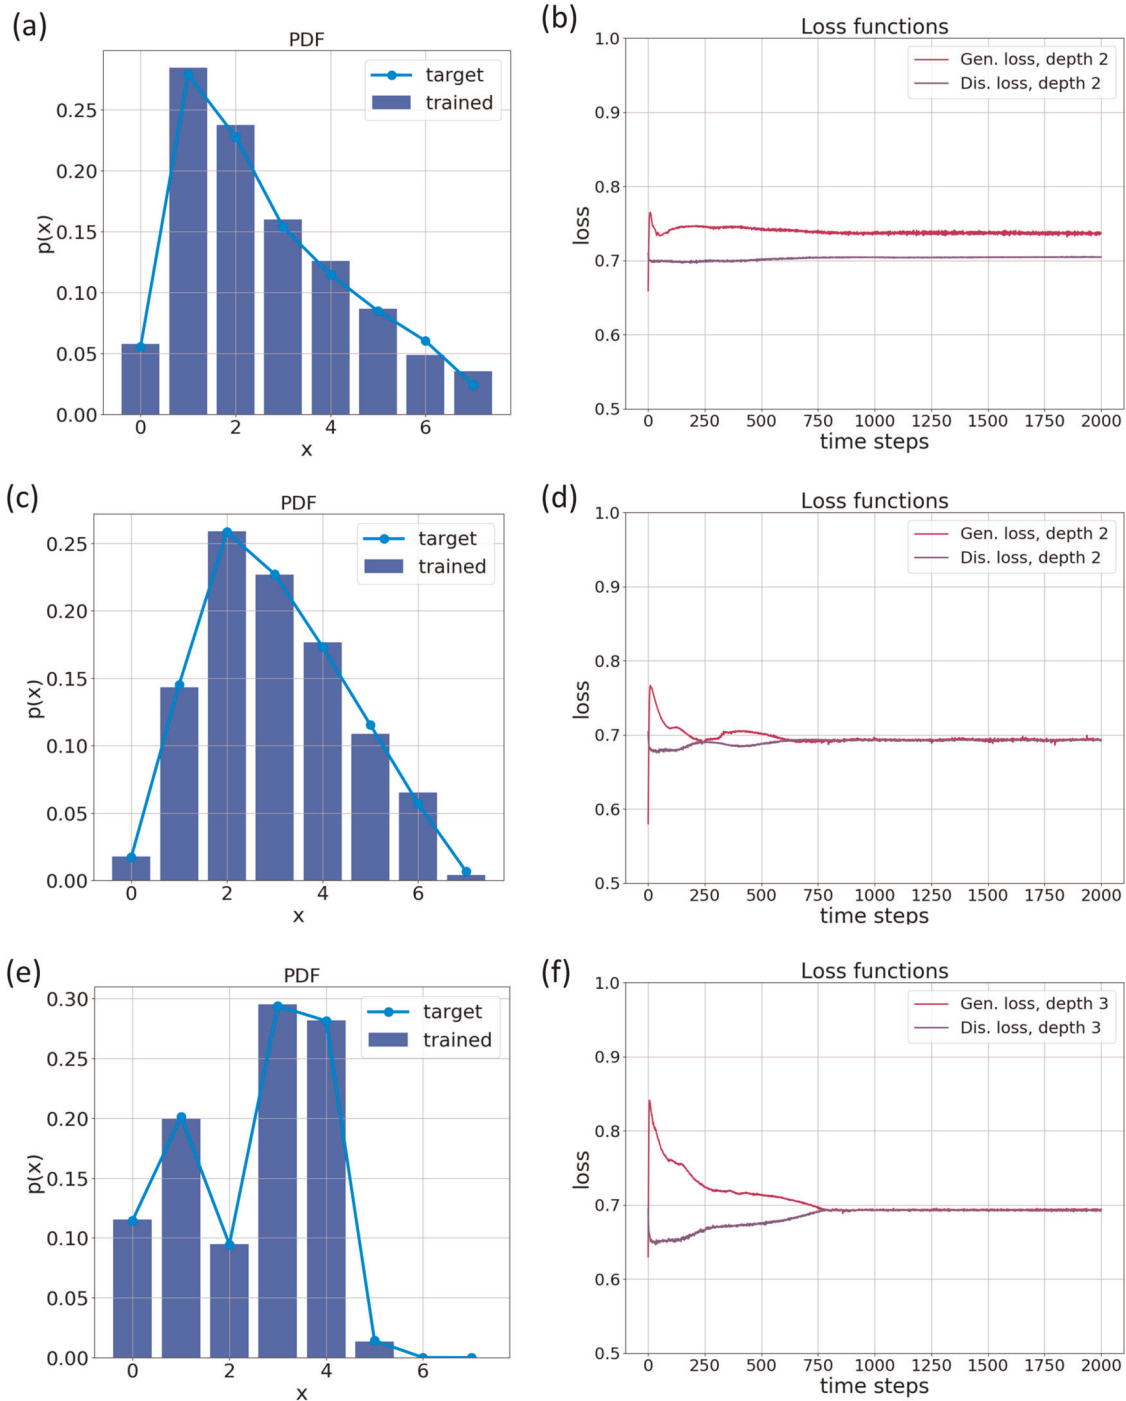 (a)
PDF
target
trained
0.25
0.20
0.15
0.10
0.05
0.00
p(x)
0 2 4 6
x
(b)
Loss functions
Gen. loss, depth 2
Dis. loss, depth 2
1.0
0.9
0.8
0.7
0.6
0.5
loss
0 250 500 750 1000 1250 1500 1750 2000
time steps
(c)
PDF
target
trained
0.25
0.20
0.15
0.10
0.05
0.00
p(x)
0 2 4 6
x
(d)
Loss functions
Gen. loss, depth 2
Dis. loss, depth 2
1.0
0.9
0.8
0.7
0.6
0.5
loss
0 250 500 750 1000 1250 1500 1750 2000
time steps
(e)
PDF
target
trained
0.30
0.25
0.20
0.15
0.10
0.05
0.00
p(x)
0 2 4 6
x
(f)
Loss functions
Gen. loss, depth 3
Dis. loss, depth 3
1.0
0.9
0.8
0.7
0.6
0.5
loss
0 250 500 750 1000 1250 1500 1750 2000
time steps